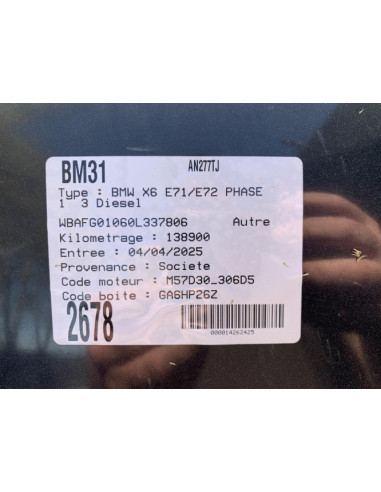 BM31 AN277TJ
Type : BMW X6 E71/E72 PHASE
1 3 Diesel
WBAFG01060L337806 Autre
Kilometrage : 138900
Entree : 04/04/2025
Provenance : Societe
Code moteur : M57D30_306D5
Code boite : GA6HP26Z
2678
000014262425